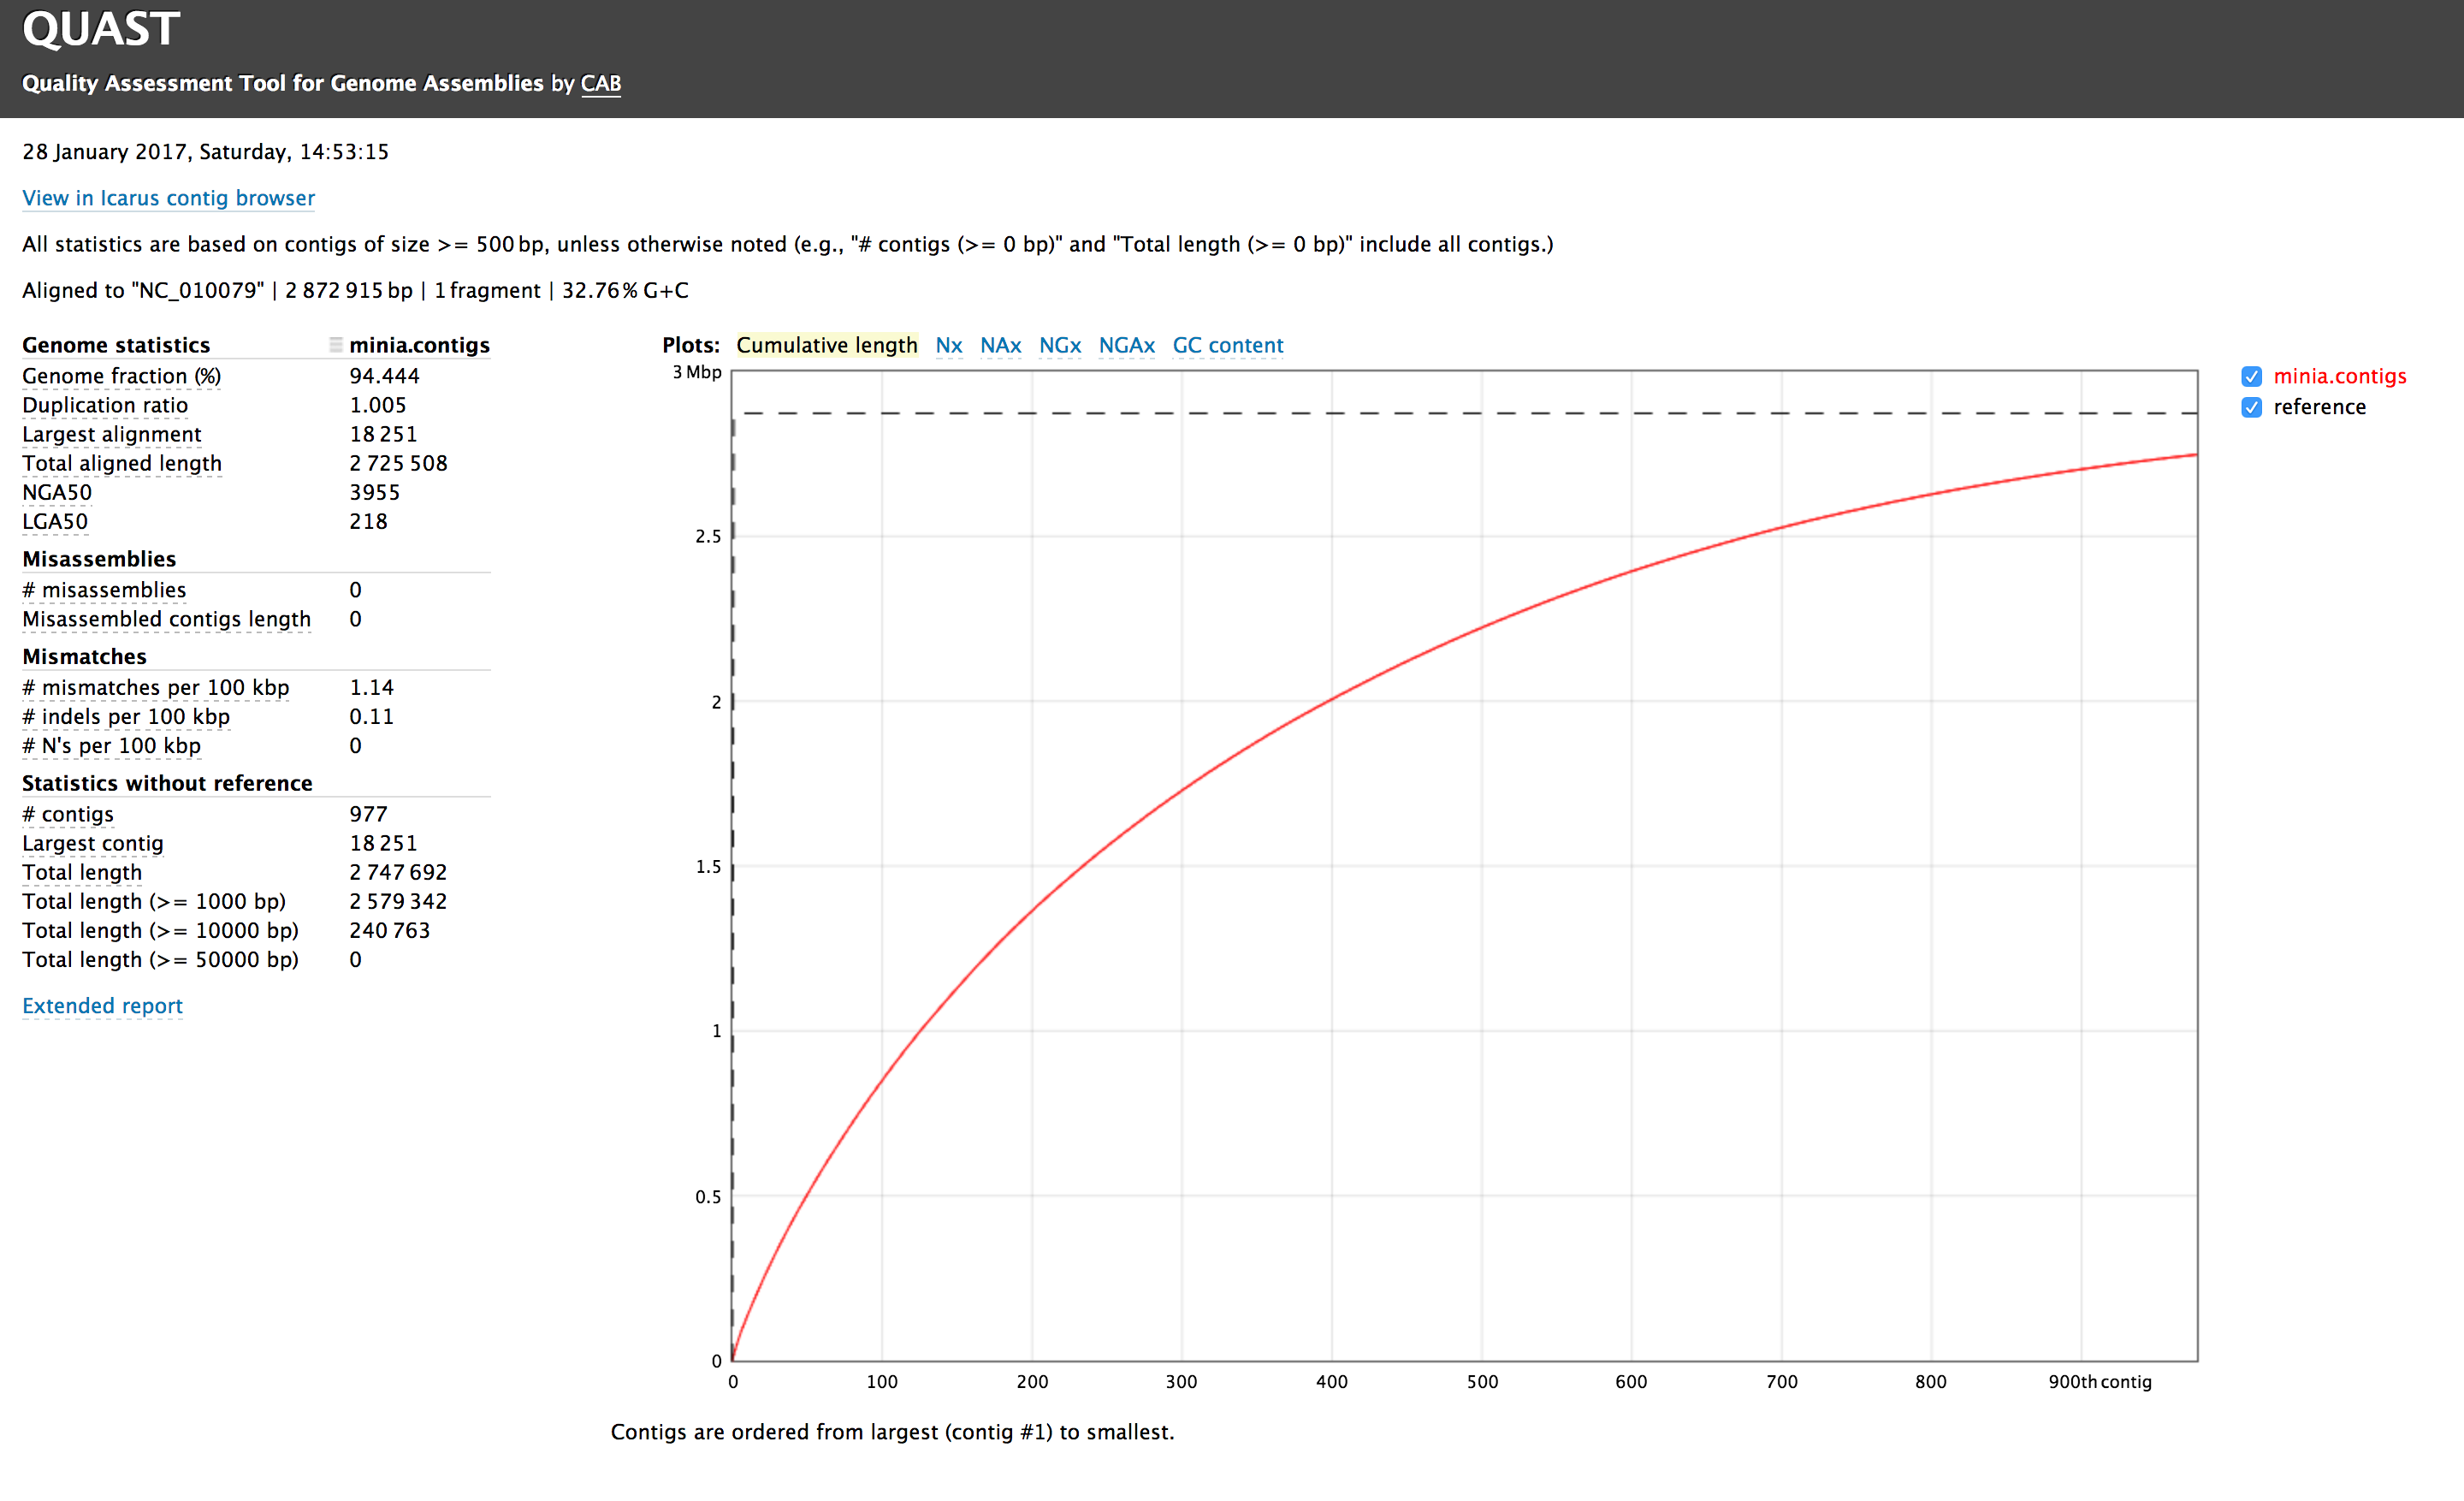 QUAST
Quality Assessment Tool for Genome Assemblies by CAB
28 January 2017, Saturday, 14:53:15
View in Icarus contig browser
All statistics are based on contigs of size >= 500 bp, unless otherwise noted (e.g., "# contigs (>= 0 bp)" and "Total length (>= 0 bp)" include all contigs.)
Aligned to "NC_010079" | 2 872 915 bp | 1 fragment | 32.76% G+C
Genome statistics minia.contigs
Genome fraction (%) 94.444
Duplication ratio 1.005
Largest alignment 18 251
Total aligned length 2 725 508
NGA50 3955
LGA50 218
Misassemblies
# misassemblies 0
Misassembled contigs length 0
Mismatches
# mismatches per 100 kbp 1.14
# indels per 100 kbp 0.11
# N's per 100 kbp 0
Statistics without reference
# contigs 977
Largest contig 18 251
Total length 2 747 692
Total length (>= 1000 bp) 2 579 342
Total length (>= 10000 bp) 240 763
Total length (>= 50000 bp) 0
Extended report
Plots: Cumulative length Nx NAx NGx NGAx GC content
3 Mbp
2.5
2
1.5
1
0.5
0
0 100 200 300 400 500 600 700 800 900th contig
minia.contigs
reference
Contigs are ordered from largest (contig #1) to smallest.